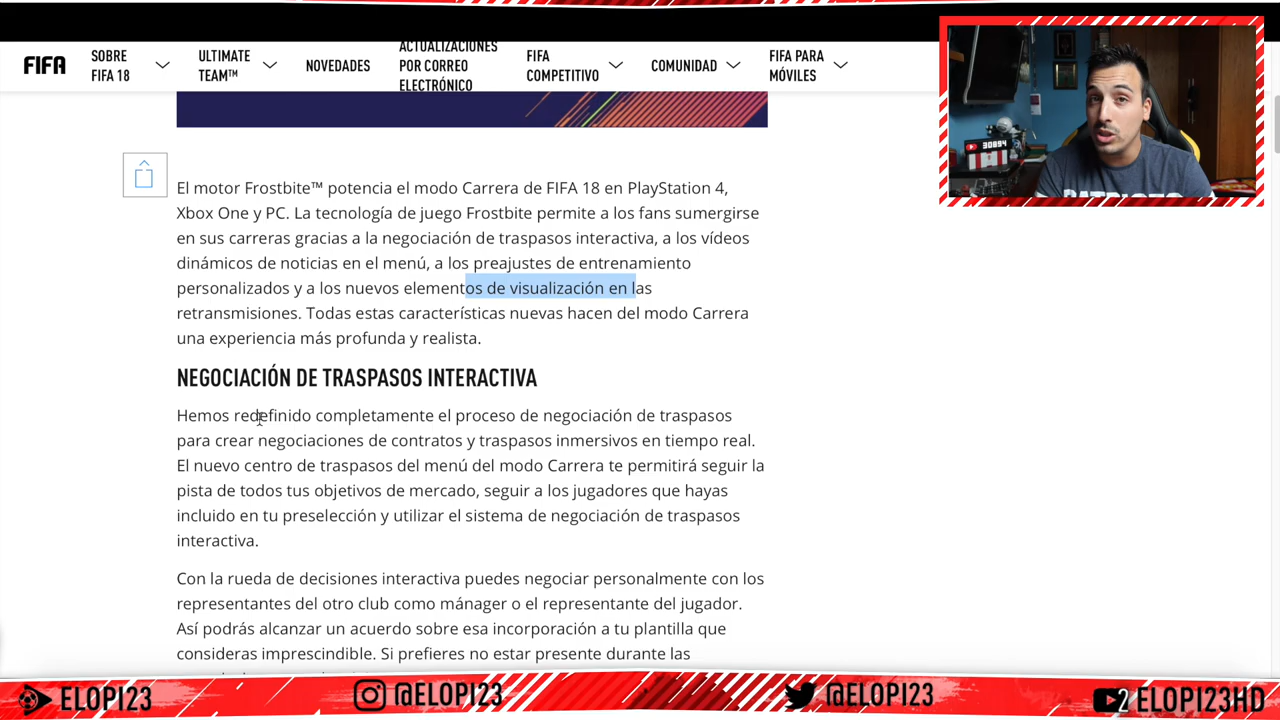 FIFA
SOBRE
FIFA 18
ULTIMATE
TEAM™
NOVEDADES
ACTUALIZACIONES
POR CORREO
ELECTRÓNICO
FIFA
COMPETITIVO
COMUNIDAD
FIFA PARA
MÓVILES
30894
PATRIOTS
El motor Frostbite™ potencia el modo Carrera de FIFA 18 en PlayStation 4,
Xbox One y PC. La tecnología de juego Frostbite permite a los fans sumergirse
en sus carreras gracias a la negociación de traspasos interactiva, a los vídeos
dinámicos de noticias en el menú, a los preajustes de entrenamiento
personalizados y a los nuevos elementos de visualización en las
retransmisiones. Todas estas características nuevas hacen del modo Carrera
una experiencia más profunda y realista.
NEGOCIACIÓN DE TRASPASOS INTERACTIVA
Hemos redefinido completamente el proceso de negociación de traspasos
para crear negociaciones de contratos y traspasos inmersivos en tiempo real.
El nuevo centro de traspasos del menú del modo Carrera te permitirá seguir la
pista de todos tus objetivos de mercado, seguir a los jugadores que hayas
incluido en tu preselección y utilizar el sistema de negociación de traspasos
interactiva.
Con la rueda de decisiones interactiva puedes negociar personalmente con los
representantes del otro club como mánager o el representante del jugador.
Así podrás alcanzar un acuerdo sobre esa incorporación a tu plantilla que
consideras imprescindible. Si prefieres no estar presente durante las
ELOPI23
@ELOPI23
@ELOPI23
2 ELOPI23HD